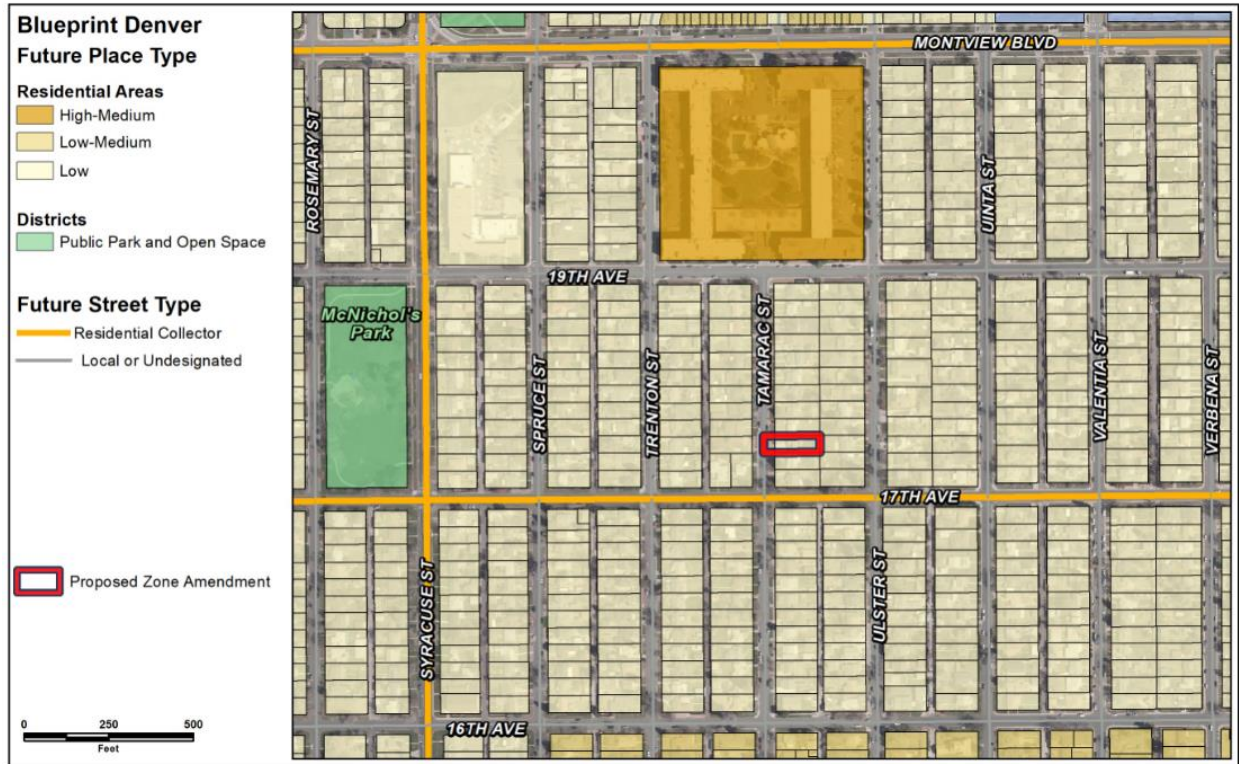 Blueprint Denver
Future Place Type
Residential Areas
High-Medium
Low-Medium
Low
Districts
Public Park and Open Space
Future Street Type
Residential Collector
Local or Undesignated
Proposed Zone Amendment
0 250 500
Feet
MONTVIEW BLVD
ROSEMARY ST
UINTA ST
19TH AVE
McNichol's
Park
SPRUCE ST
TRENTON ST
TAMARAC ST
VALENTIA ST
VERBENA ST
17TH AVE
SYRACUSE ST
ULSTER ST
16TH AVE